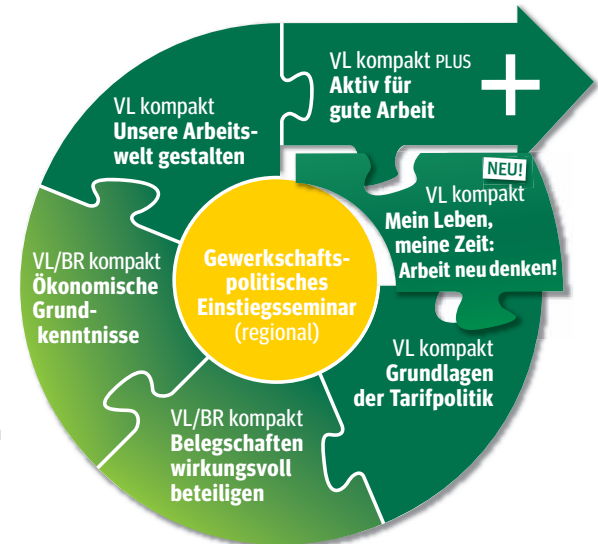 VL kompakt PLUS
Aktiv für
gute Arbeit
+
VL kompakt
Unsere Arbeits-
welt gestalten
NEU!
VL kompakt
Mein Leben,
meine Zeit:
Arbeit neu denken!
VL/BR kompakt
Ökonomische
Grund-
kenntnisse
Gewerkschafts-
politisches
Einstiegsseminar
(regional)
VL kompakt
Grundlagen
der Tarifpolitik
VL/BR kompakt
Belegschaften
wirkungsvoll
beteiligen